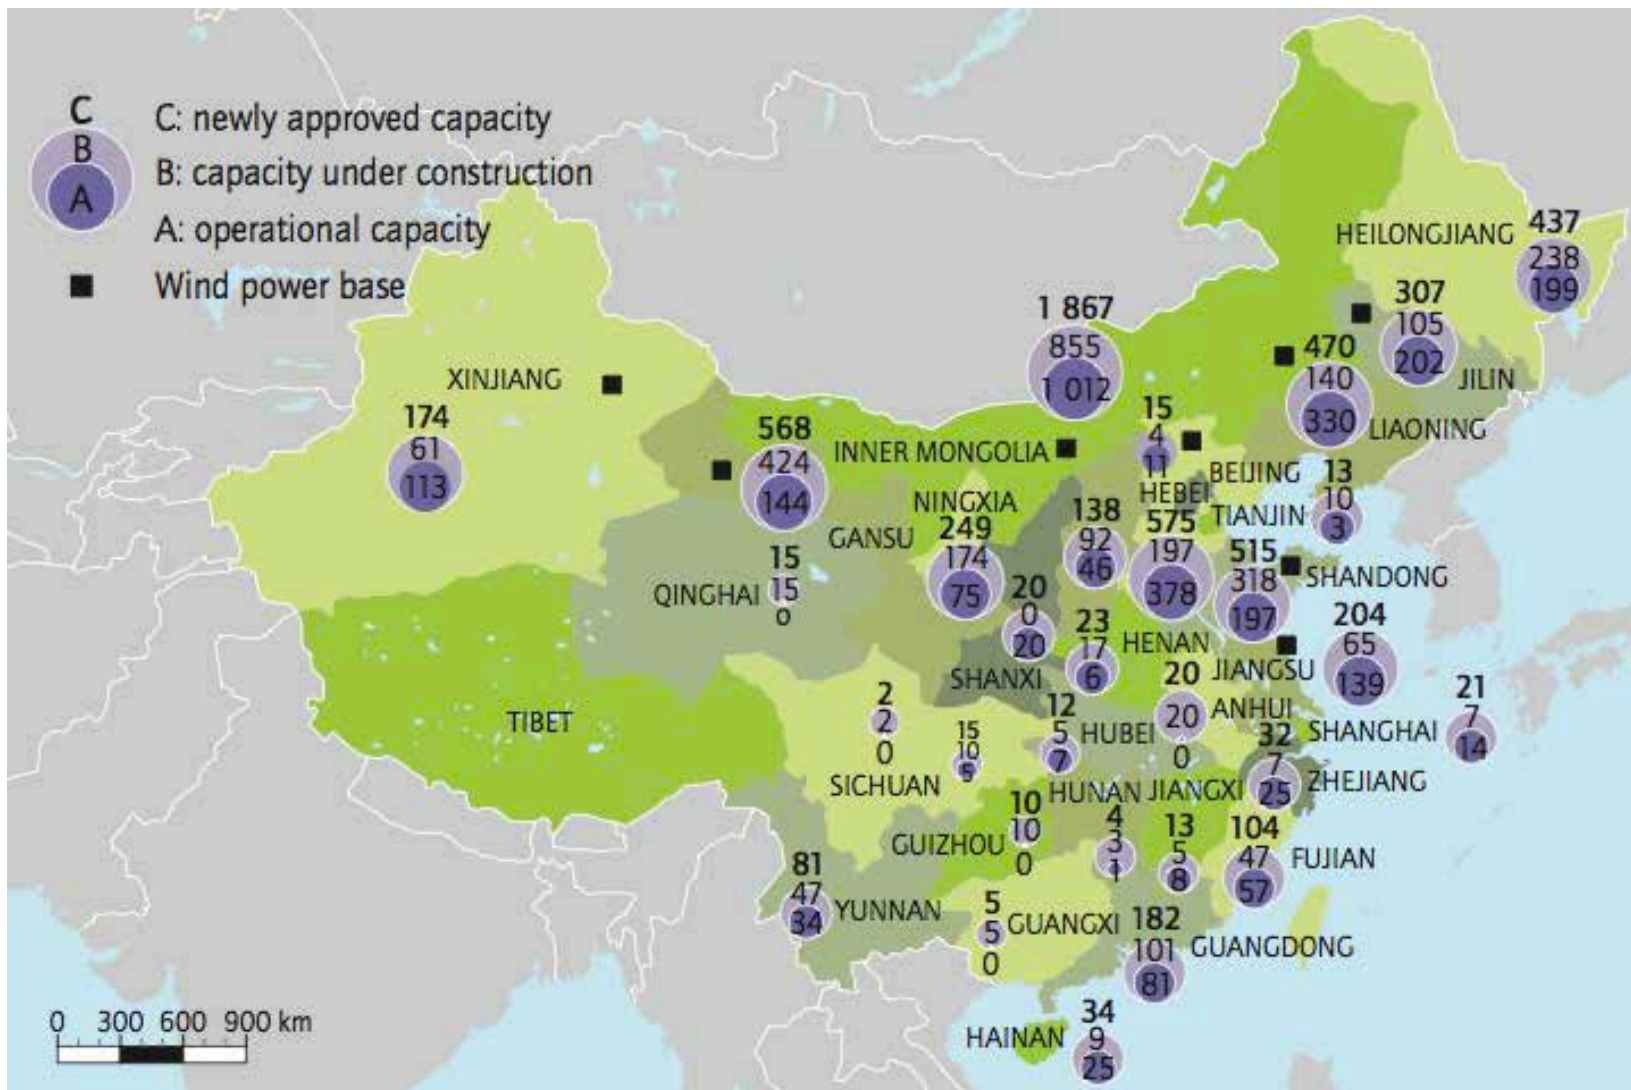 C
B
A
C: newly approved capacity
B: capacity under construction
A: operational capacity
Wind power base
HEILONGJIANG
437
238
199
307
105
202
JILIN
1 867
855
1 012
470
140
330
LIAONING
XINJIANG
174
61
113
568
424
144
GANSU
INNER MONGOLIA
15
4
11
BEIJING
HEBEI
13
10
3
TIANJIN
NINGXIA
249
174
75
138
92
46
575
197
378
515
318
197
SHANDONG
15
15
0
QINGHAI
20
0
20
SHANXI
23
17
6
HENAN
204
65
139
JIANGSU
TIBET
2
2
0
15
10
5
SICHUAN
12
5
7
HUBEI
20
20
0
ANHUI
21
7
14
SHANGHAI
32
7
25
ZHEJIANG
HUNAN
JIANGXI
10
10
0
GUIZHOU
4
3
1
13
5
8
104
47
57
FUJIAN
81
47
34
YUNNAN
5
5
0
GUANGXI
182
101
81
GUANGDONG
34
9
25
HAINAN
0 300 600 900 km